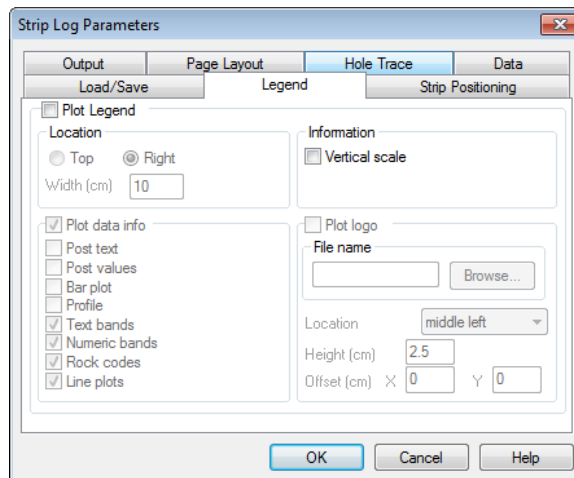 Strip Log Parameters
Output Page Layout Hole Trace Data
Load/Save Legend Strip Positioning
Plot Legend
Location
Top Right
Width (cm) 10
Information
Vertical scale
Plot data info
Post text
Post values
Bar plot
Profile
Text bands
Numeric bands
Rock codes
Line plots
Plot logo
File name
Browse...
Location middle left
Height (cm) 2.5
Offset (cm) X 0 Y 0
OK Cancel Help